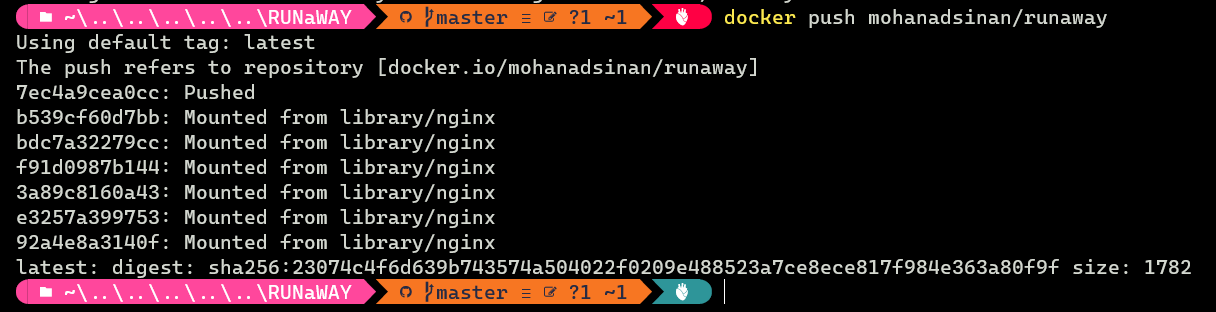 ~\..\..\..\..\RUNaWAY master ≡ ?1 ~1 docker push mohanadsinan/runaway
Using default tag: latest
The push refers to repository [docker.io/mohanadsinan/runaway]
7ec4a9cea0cc: Pushed
b539cf60d7bb: Mounted from library/nginx
bdc7a32279cc: Mounted from library/nginx
f91d0987b144: Mounted from library/nginx
3a89c8160a43: Mounted from library/nginx
e3257a399753: Mounted from library/nginx
92a4e8a3140f: Mounted from library/nginx
latest: digest: sha256:23074c4f6d639b743574a504022f0209e488523a7ce8ece817f984e363a80f9f size: 1782
~\..\..\..\..\RUNaWAY master ≡ ?1 ~1